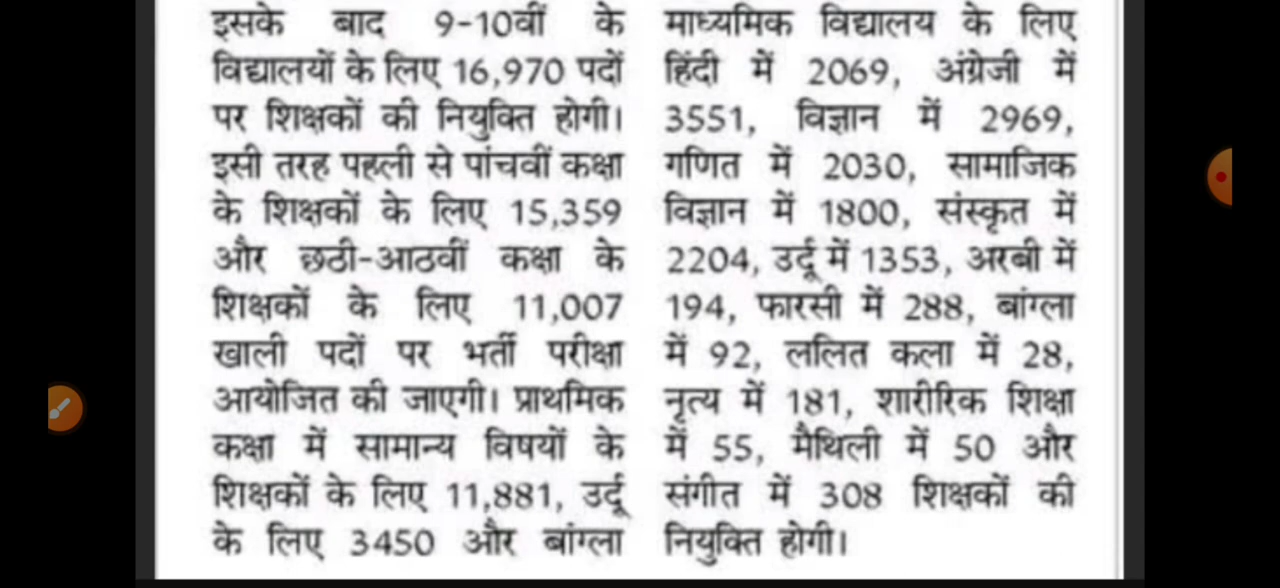 इसके बाद 9-10वीं के
विद्यालयों के लिए 16,970 पदों
पर शिक्षकों की नियुक्ति होगी।
इसी तरह पहली से पांचवीं कक्षा
के शिक्षकों के लिए 15,359
और छठी-आठवीं कक्षा के
शिक्षकों के लिए 11,007
खाली पदों पर भर्ती परीक्षा
आयोजित की जाएगी। प्राथमिक
कक्षा में सामान्य विषयों के
शिक्षकों के लिए 11,881, उर्दू
के लिए 3450 और बांग्ला
माध्यमिक विद्यालय के लिए
हिंदी में 2069, अंग्रेजी में
3551, विज्ञान में 2969,
गणित में 2030, सामाजिक
विज्ञान में 1800, संस्कृत में
2204, उर्दू में 1353, अरबी में
194, फारसी में 288, बांग्ला
में 92, ललित कला में 28,
नृत्य में 181, शारीरिक शिक्षा
में 55, मैथिली में 50 और
संगीत में 308 शिक्षकों की
नियुक्ति होगी।